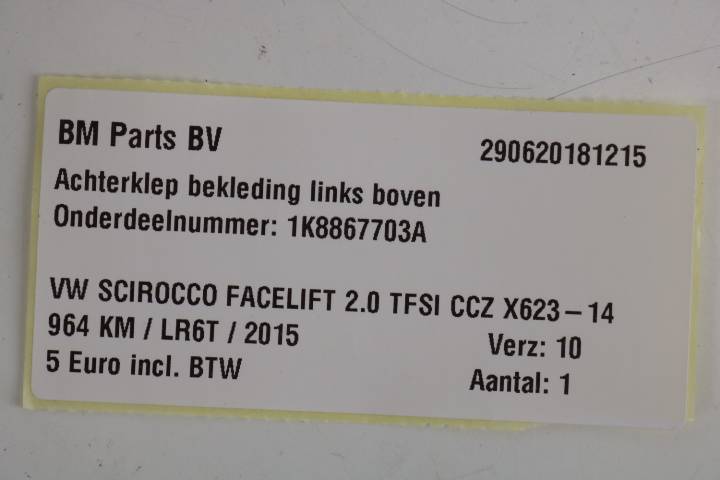 BM Parts BV 290620181215
Achterklep bekleding links boven
Onderdeelnummer: 1K8867703A
VW SCIROCCO FACELIFT 2.0 TFSI CCZ X623-14
964 KM / LR6T / 2015 Verz: 10
5 Euro incl. BTW Aantal: 1